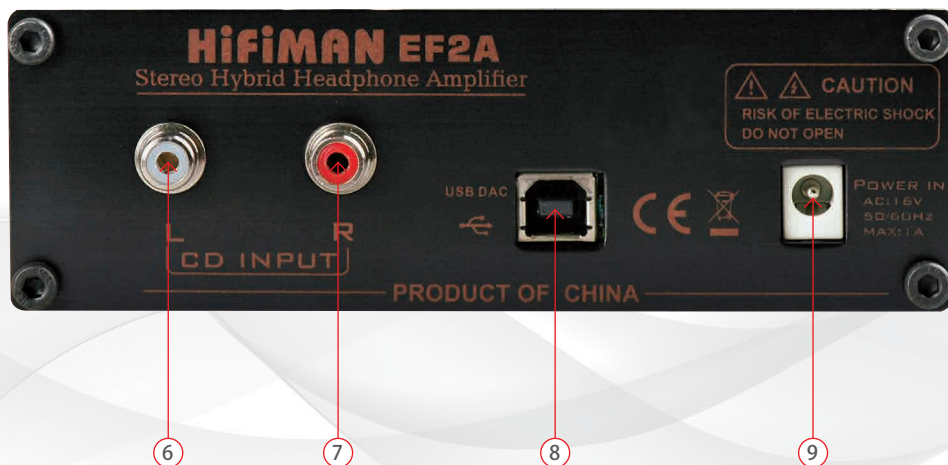 HiFiMAN EF2A
Stereo Hybrid Headphone Amplifier
CAUTION
RISK OF ELECTRIC SHOCK
DO NOT OPEN
USB DAC
POWER IN
AC:16V
50/60Hz
MAX:1A
L R
CD INPUT
CE
PRODUCT OF CHINA
6 7 8 9